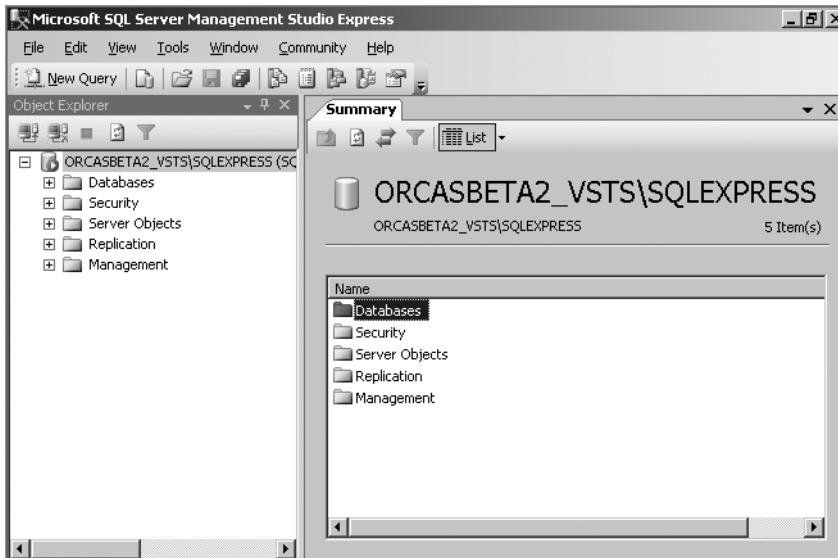 Microsoft SQL Server Management Studio Express
File Edit View Tools Window Community Help
New Query
Object Explorer
ORCASBETA2_VSTS\SQLEXPRESS (SQ
Databases
Security
Server Objects
Replication
Management
Summary
List
ORCASBETA2_VSTS\SQLEXPRESS
ORCASBETA2_VSTS\SQLEXPRESS 5 Item(s)
Name
Databases
Security
Server Objects
Replication
Management